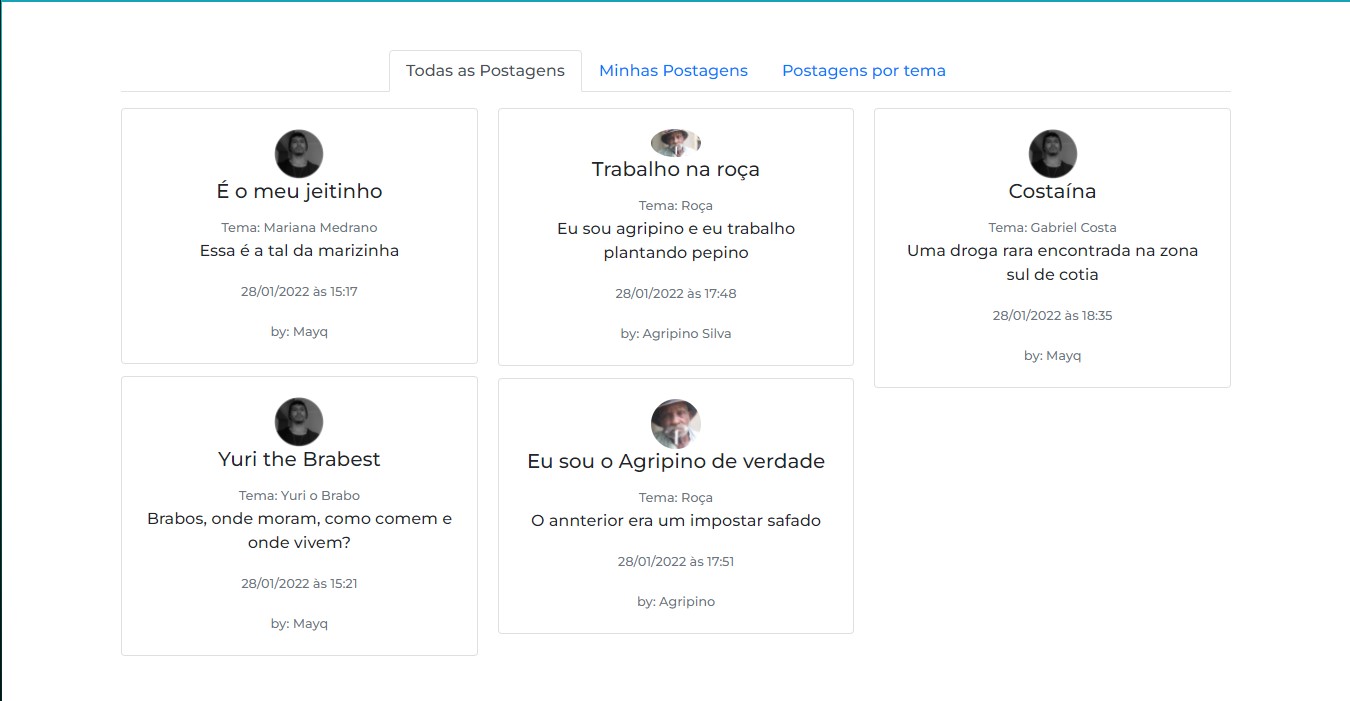 Todas as Postagens
Minhas Postagens
Postagens por tema
É o meu jeitinho
Tema: Mariana Medrano
Essa é a tal da marizinha
28/01/2022 às 15:17
by: Mayq
Yuri the Brabest
Tema: Yuri o Brabo
Brabos, onde moram, como comem e
onde vivem?
28/01/2022 às 15:21
by: Mayq
Trabalho na roça
Tema: Roça
Eu sou agripino e eu trabalho
plantando pepino
28/01/2022 às 17:48
by: Agripino Silva
Eu sou o Agripino de verdade
Tema: Roça
O annterior era um impostar safado
28/01/2022 às 17:51
by: Agripino
Costaína
Tema: Gabriel Costa
Uma droga rara encontrada na zona
sul de cotia
28/01/2022 às 18:35
by: Mayq